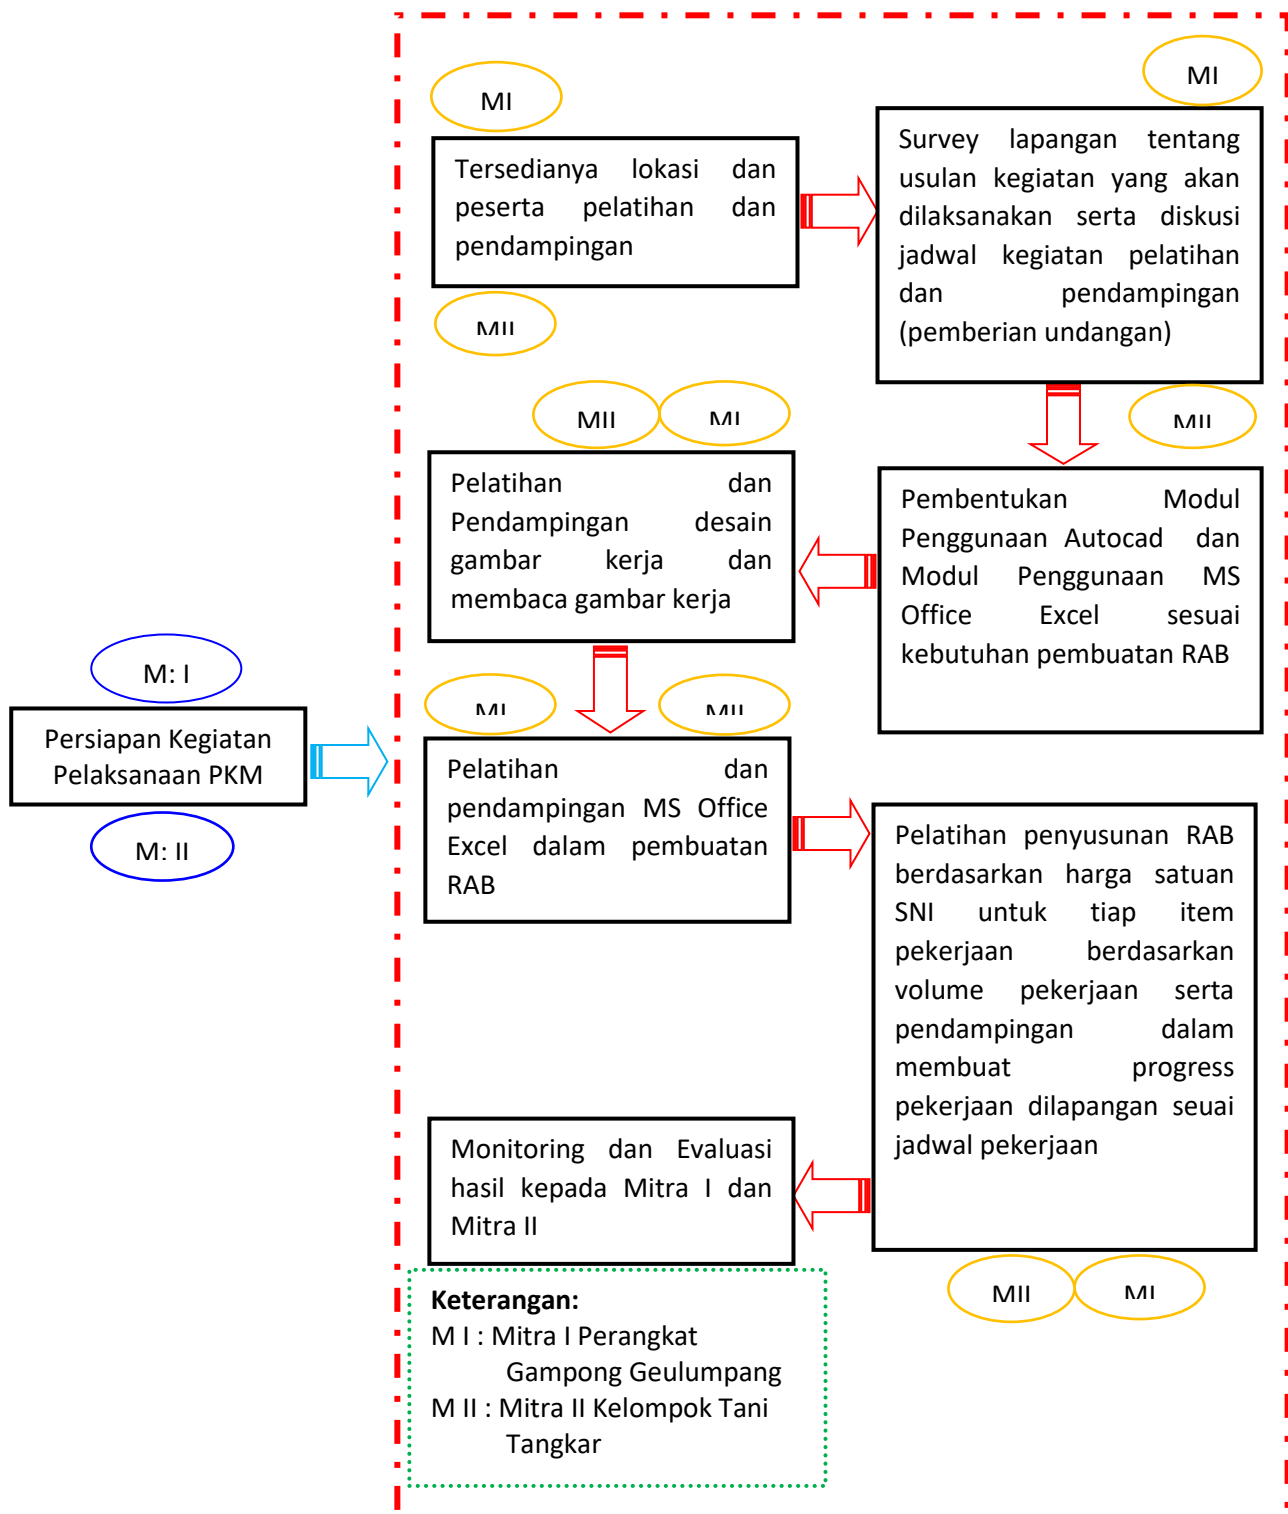 MI
MI
Tersedianya lokasi dan
peserta pelatihan dan
pendampingan
MII
Survey lapangan tentang
usulan kegiatan yang akan
dilaksanakan serta diskusi
jadwal kegiatan pelatihan
dan pendampingan
(pemberian undangan)
MII
MII
MI
Pelatihan dan
Pendampingan desain
gambar kerja dan
membaca gambar kerja
Pembentukan Modul
Penggunaan Autocad dan
Modul Penggunaan MS
Office Excel sesuai
kebutuhan pembuatan RAB
M: I
Persiapan Kegiatan
Pelaksanaan PKM
M: II
MI
MII
Pelatihan dan
pendampingan MS Office
Excel dalam pembuatan
RAB
Pelatihan penyusunan RAB
berdasarkan harga satuan
SNI untuk tiap item
pekerjaan berdasarkan
volume pekerjaan serta
pendampingan dalam
membuat progress
pekerjaan dilapangan seuai
jadwal pekerjaan
MII
MI
Monitoring dan Evaluasi
hasil kepada Mitra I dan
Mitra II
Keterangan:
M I : Mitra I Perangkat
Gampong Geulumpang
M II : Mitra II Kelompok Tani
Tangkar